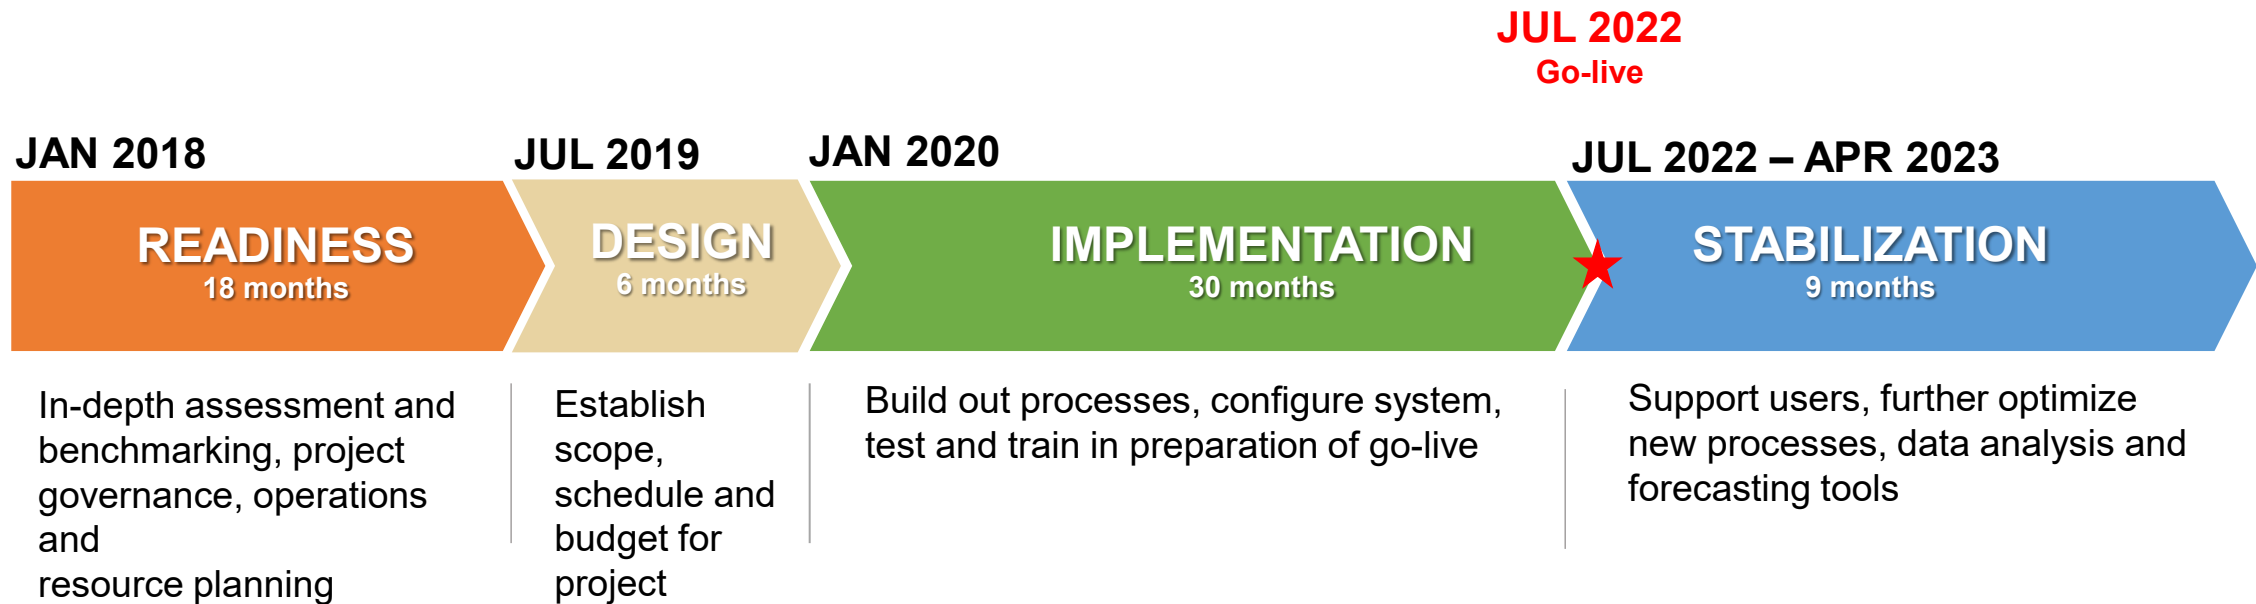 JUL 2022
Go-live
JAN 2018
JUL 2019
JAN 2020
JUL 2022 – APR 2023
READINESS
18 months
DESIGN
6 months
IMPLEMENTATION
30 months
STABILIZATION
9 months
In-depth assessment and
benchmarking, project
governance, operations
and
resource planning
Establish
scope,
schedule and
budget for
project
Build out processes, configure system,
test and train in preparation of go-live
Support users, further optimize
new processes, data analysis and
forecasting tools